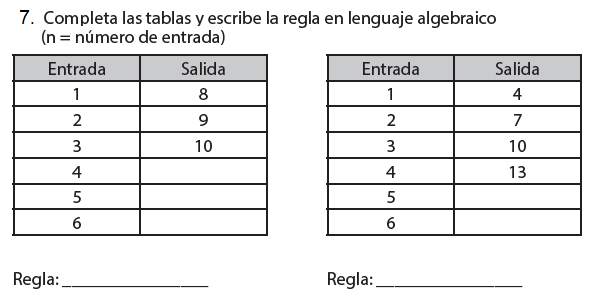 7. Completa las tablas y escribe la regla en lenguaje algebraico
(n = número de entrada)
Entrada Salida
1 8
2 9
3 10
4
5
6
Regla: ________________
Entrada Salida
1 4
2 7
3 10
4 13
5
6
Regla: ________________